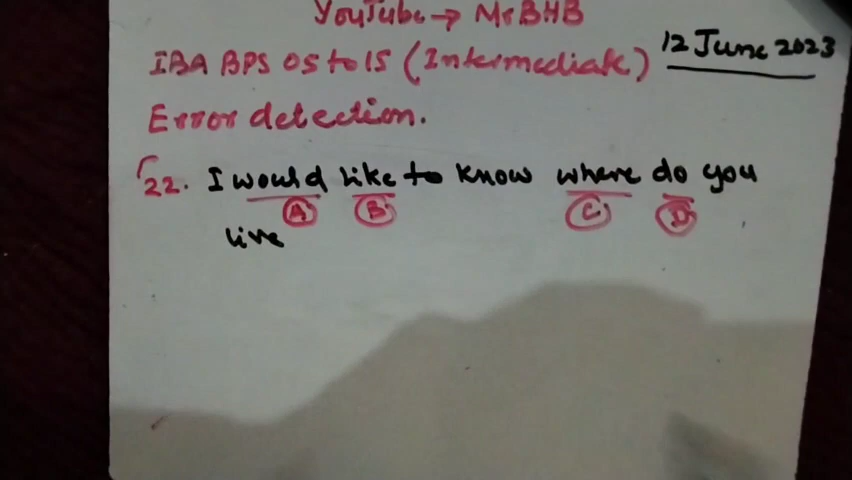 YouTube → MrBHB
IBA BPS 05 to 15 (Intermediate) 12 June 2023
Error detection.
22. I would like to know where do you
A B C D
live